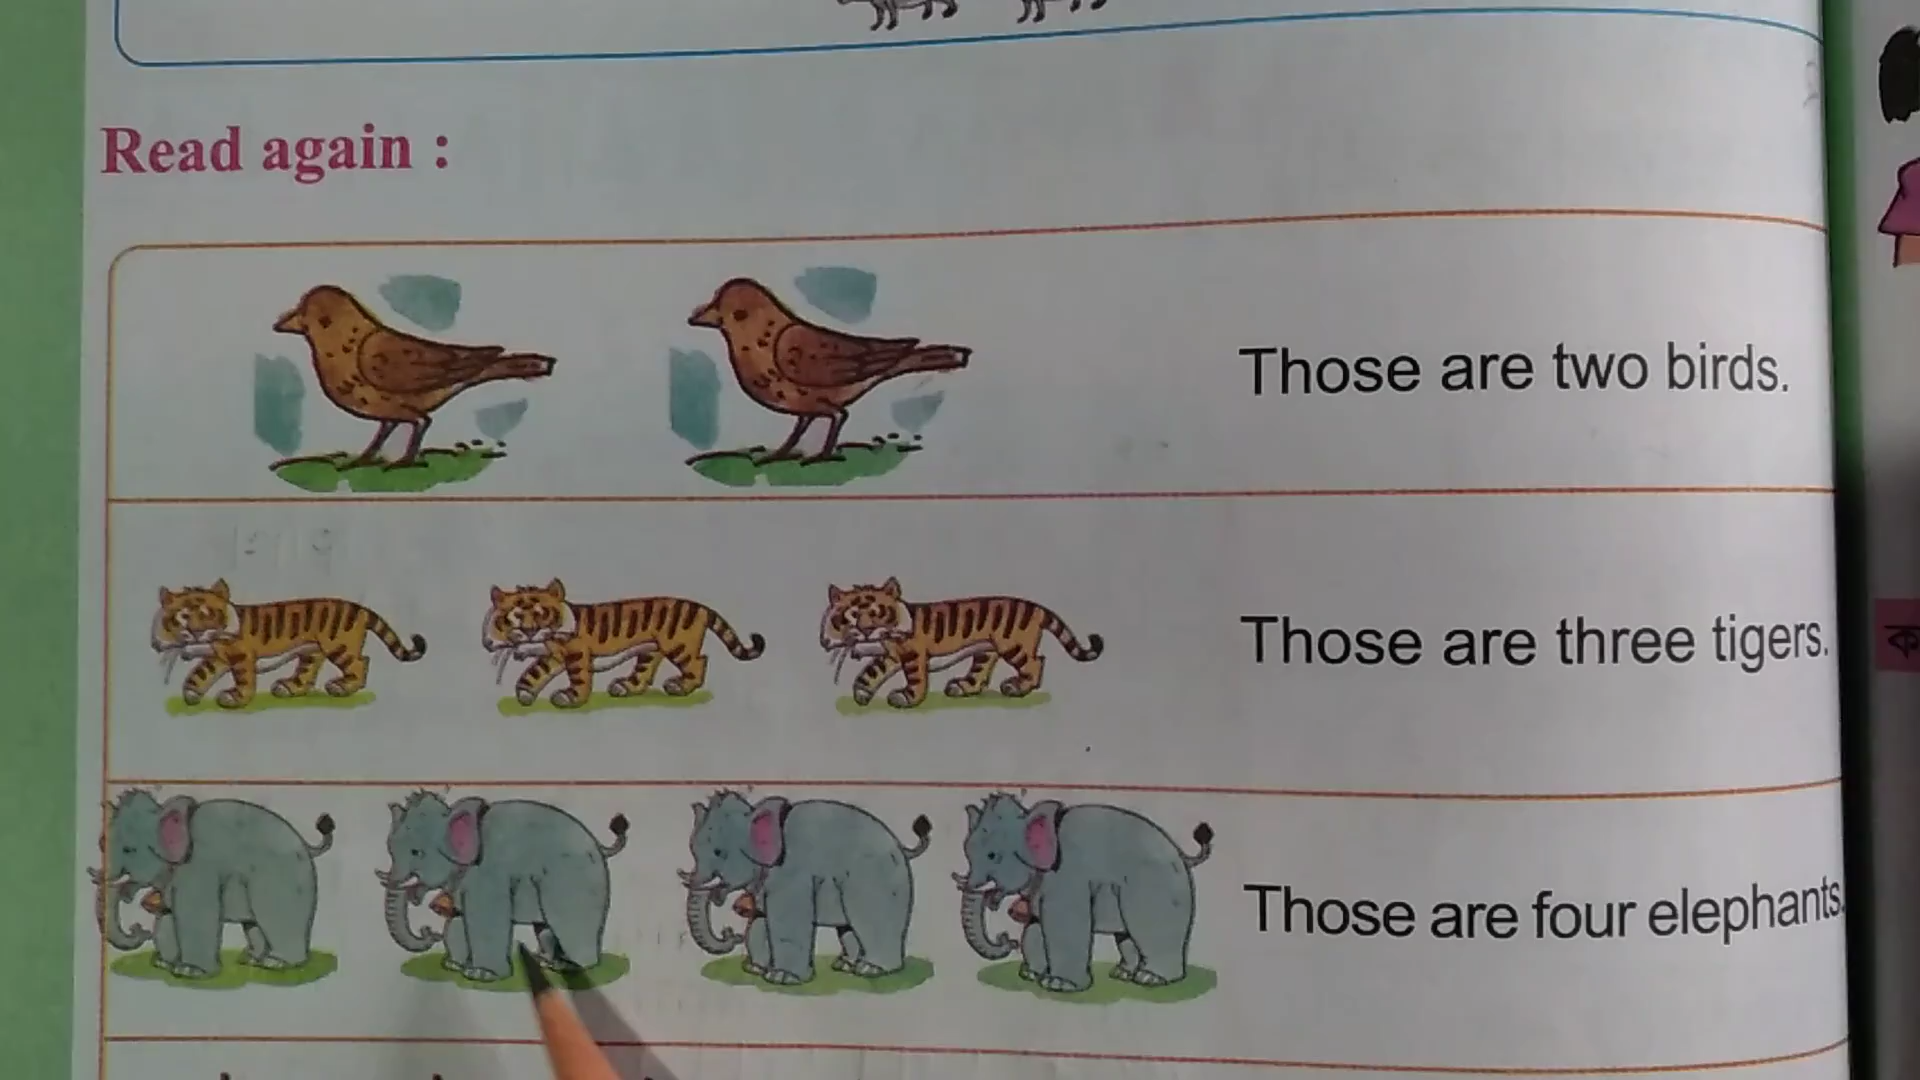 Read again :
Those are two birds.
Those are three tigers.
Those are four elephants.